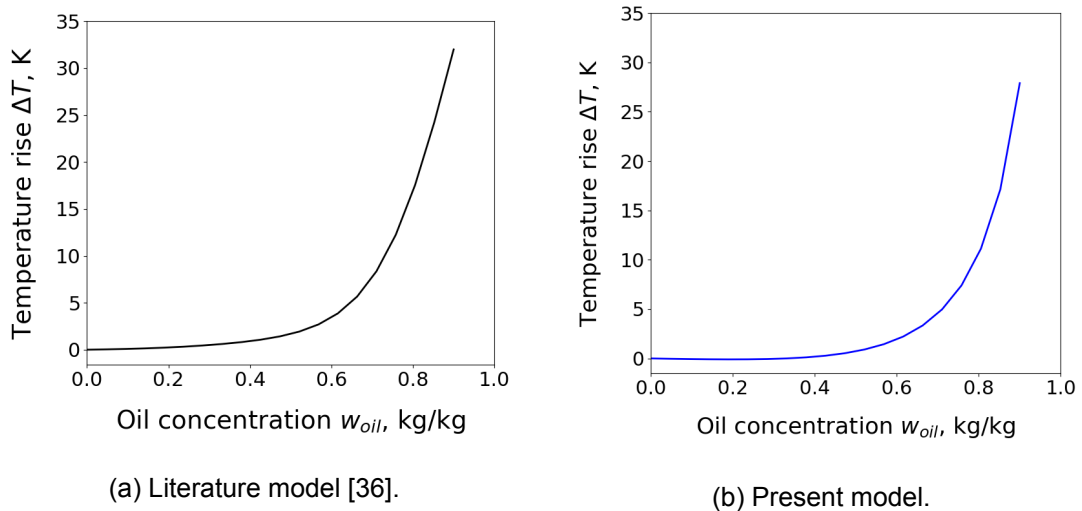 35
30
25
20
15
10
5
0
Temperature rise ΔT, K
0.0 0.2 0.4 0.6 0.8 1.0
Oil concentration w_oil, kg/kg
(a) Literature model [36].
35
30
25
20
15
10
5
0
Temperature rise ΔT, K
0.0 0.2 0.4 0.6 0.8 1.0
Oil concentration w_oil, kg/kg
(b) Present model.